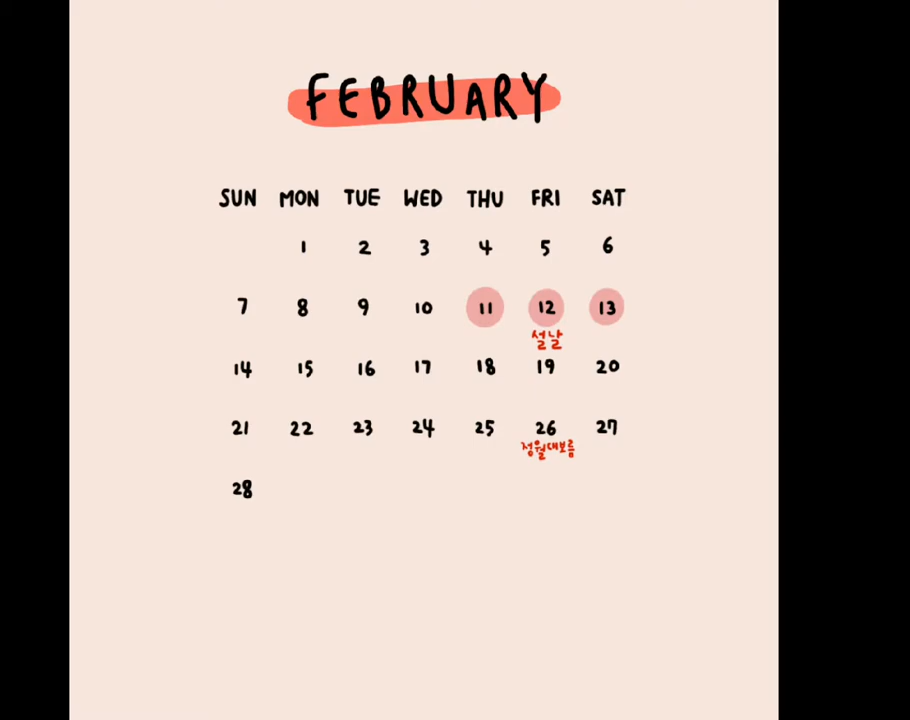 FEBRUARY
SUN MON TUE WED THU FRI SAT
1 2 3 4 5 6
7 8 9 10 11 12 13
설날
14 15 16 17 18 19 20
21 22 23 24 25 26 27
정월대보름
28